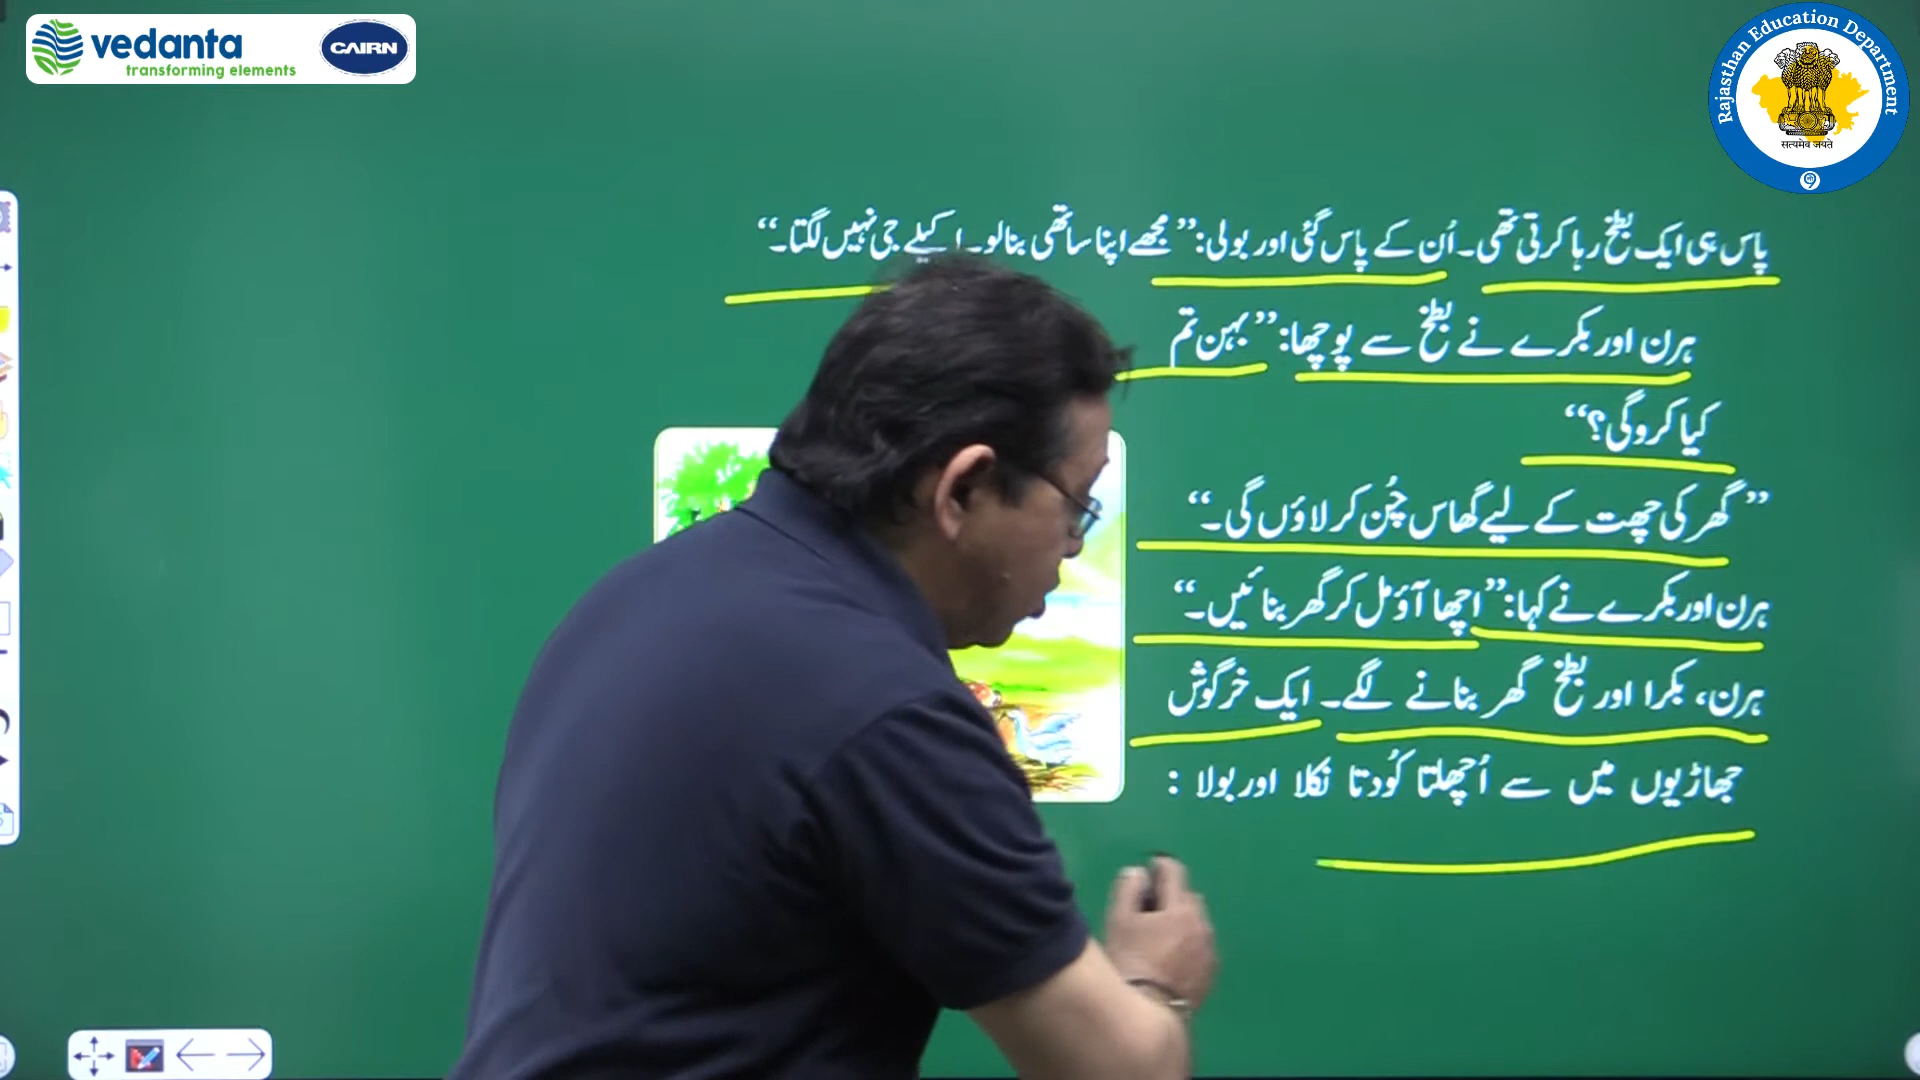 vedanta
transforming elements
CAIRN
Rajasthan Education Department
सत्यमेव जयते
پاس ہی ایک بطخ رہا کرتی تھی۔ اُن کے پاس گئی اور بولی: ”مجھے اپنا ساتھی بنا لو۔ اکیلے جی نہیں لگتا۔“
ہرن اور بکرے نے بطخ سے پوچھا: ”بہن تم
کیا کرو گی؟“
”گھر کی چھت کے لیے گھاس چُن کر لاؤں گی۔“
ہرن اور بکرے نے کہا: ”اچھا آؤ مل کر گھر بنائیں۔“
ہرن، بکرا اور بطخ گھر بنانے لگے۔ ایک خرگوش
جھاڑیوں میں سے اُچھلتا کُودتا نکلا اور بولا :